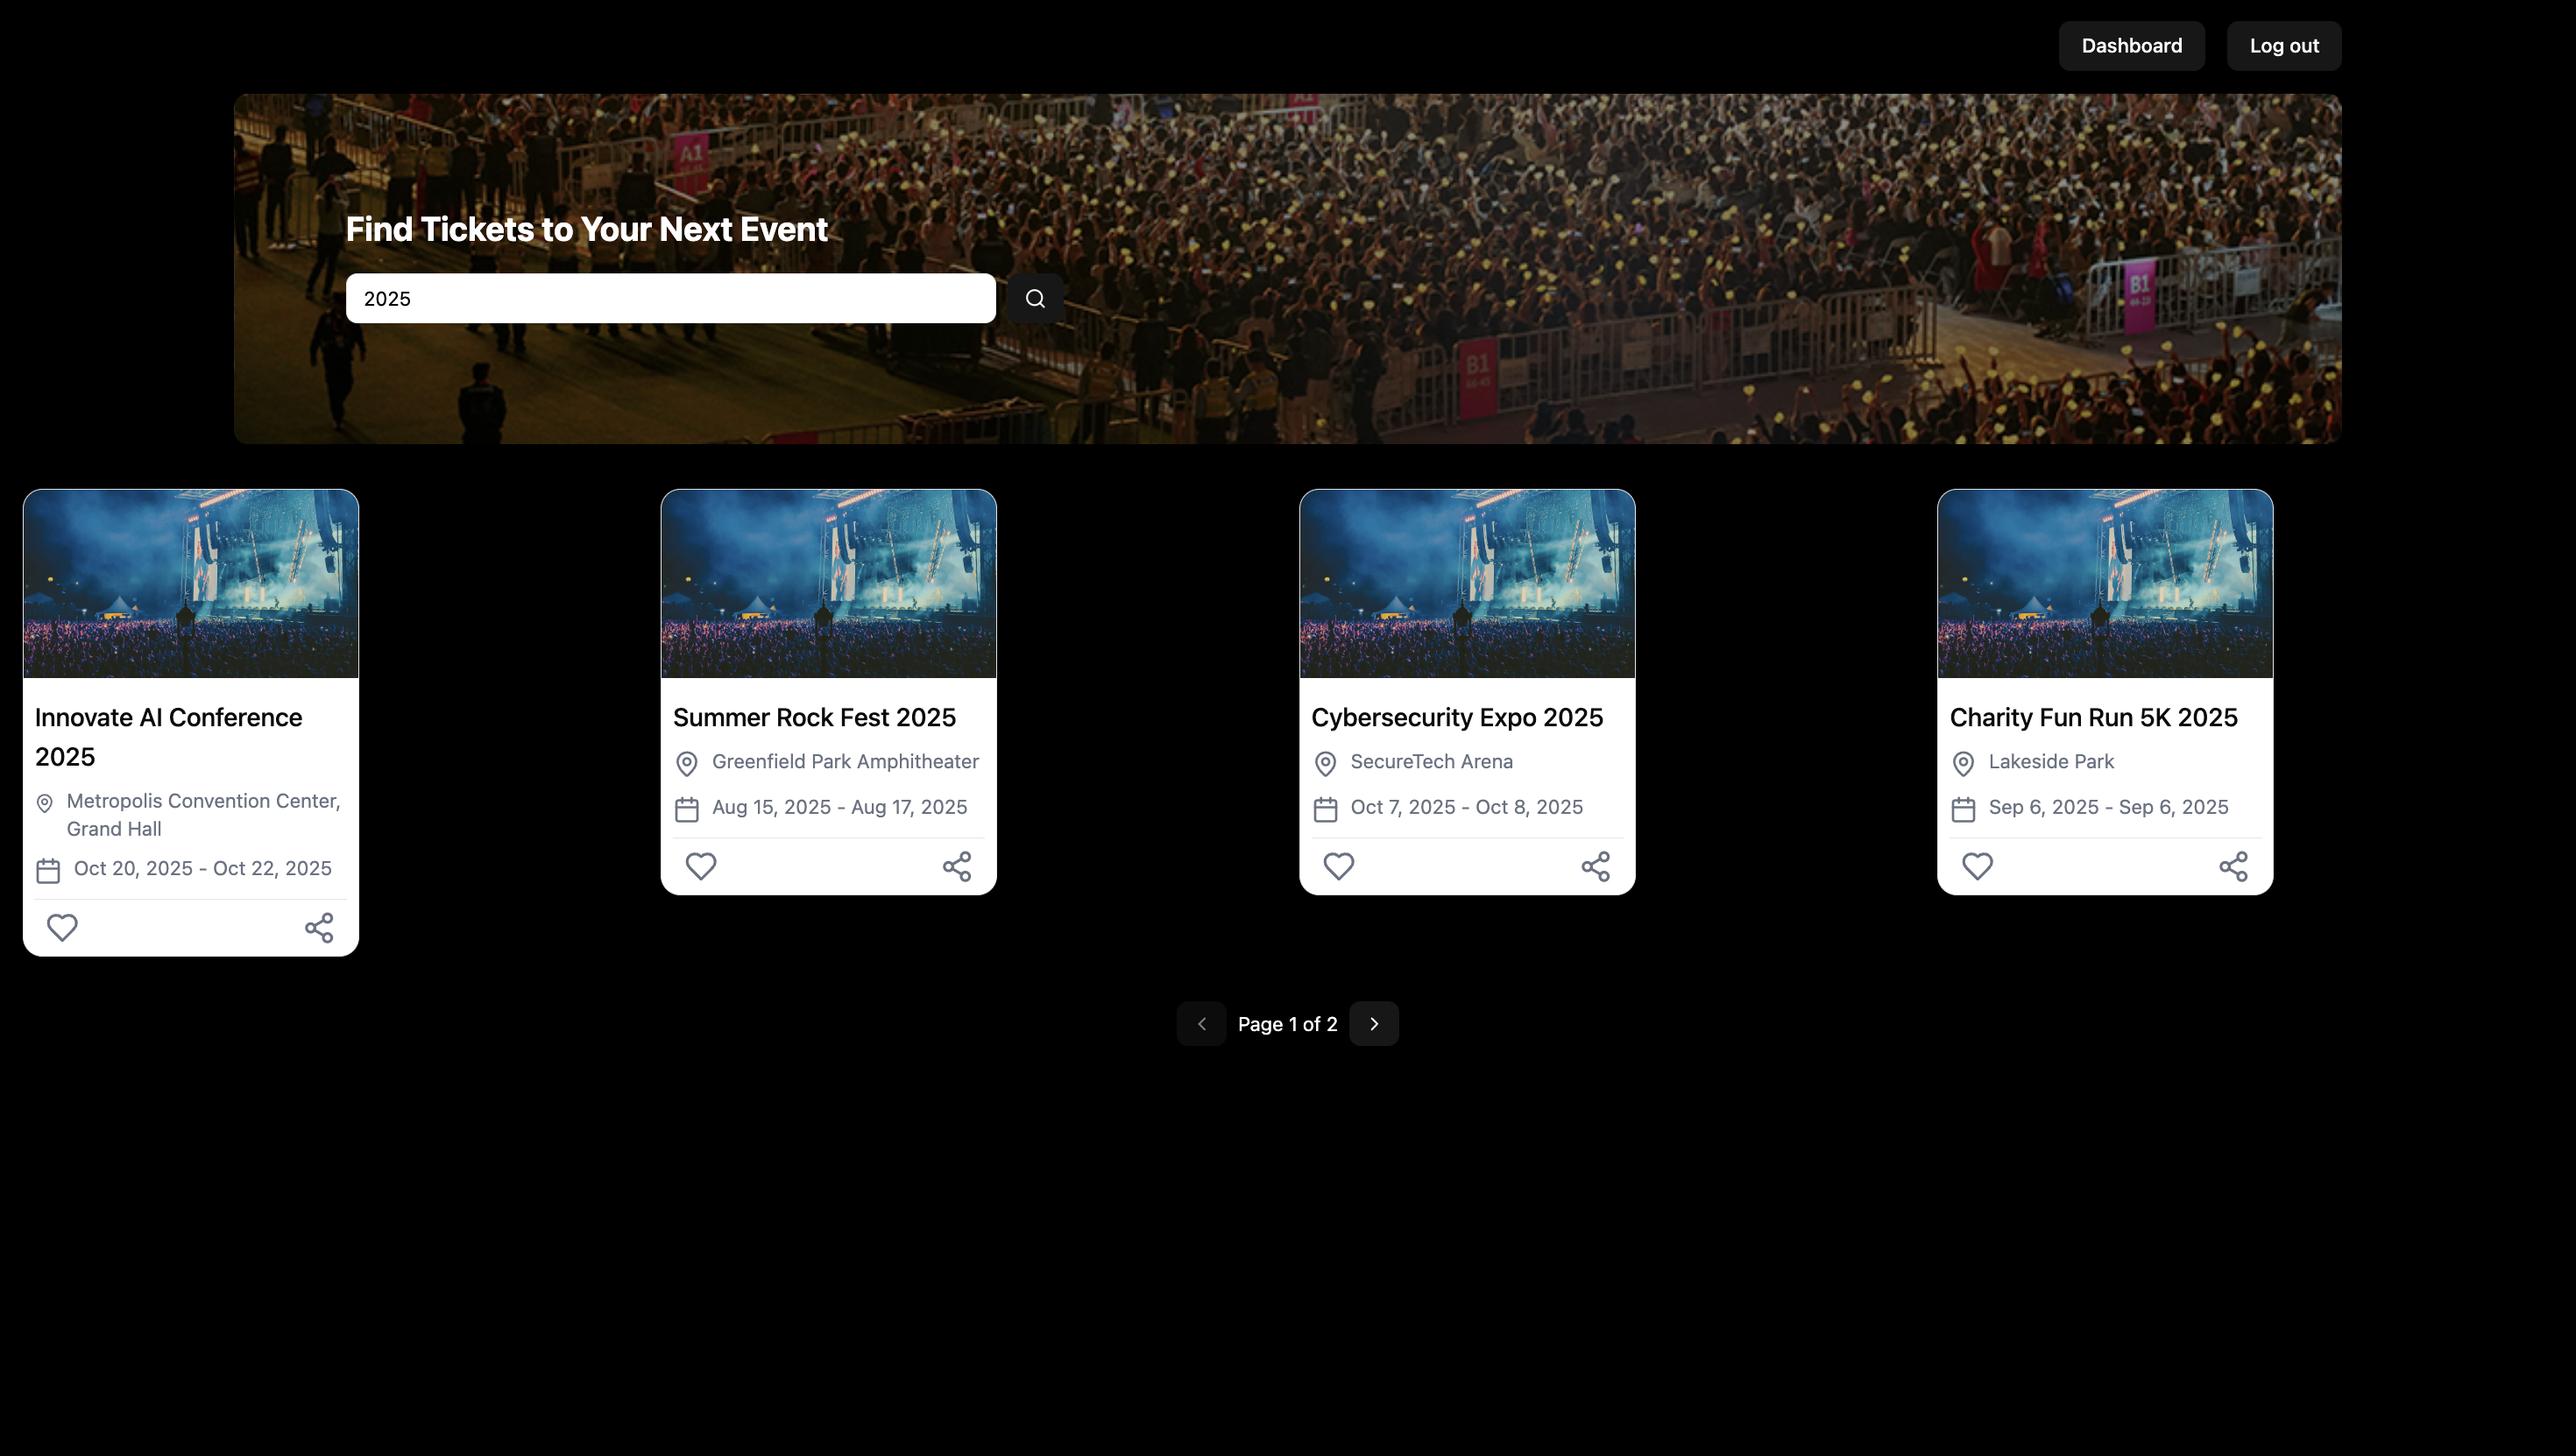 Dashboard
Log out
A1
Find Tickets to Your Next Event
2025
B1
B1
Innovate AI Conference
2025
Metropolis Convention Center,
Grand Hall
Oct 20, 2025 - Oct 22, 2025
Summer Rock Fest 2025
Greenfield Park Amphitheater
Aug 15, 2025 - Aug 17, 2025
Cybersecurity Expo 2025
SecureTech Arena
Oct 7, 2025 - Oct 8, 2025
Charity Fun Run 5K 2025
Lakeside Park
Sep 6, 2025 - Sep 6, 2025
Page 1 of 2